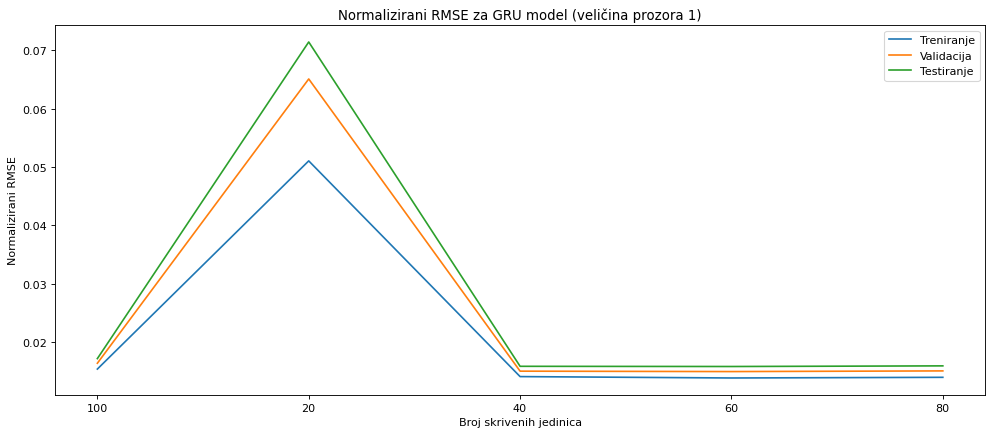 Normalizirani RMSE za GRU model (veličina prozora 1)
Treniranje
Validacija
Testiranje
Normalizirani RMSE
0.07
0.06
0.05
0.04
0.03
0.02
100
20
40
60
80
Broj skrivenih jedinica